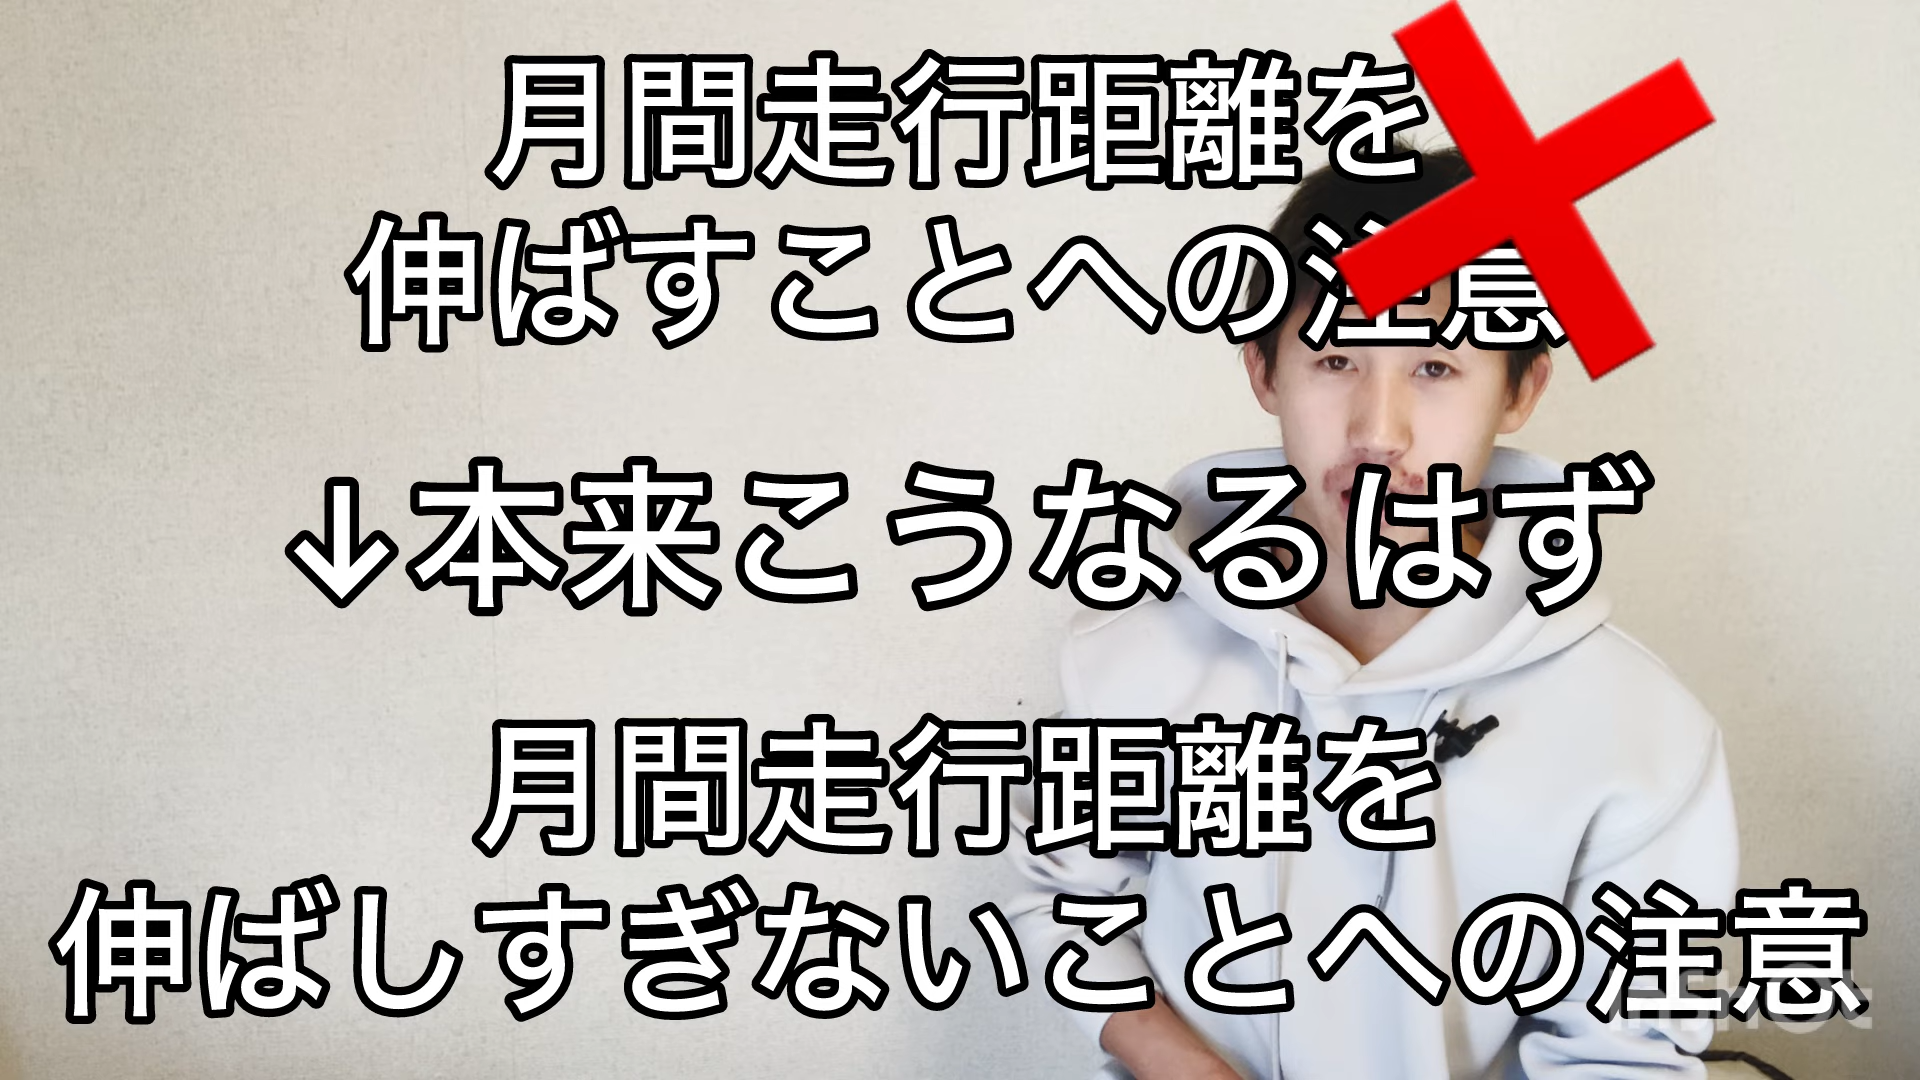 月間走行距離を
伸ばすことへの注意
↓本来こうなるはず
月間走行距離を
伸ばしすぎないことへの注意
InShOt